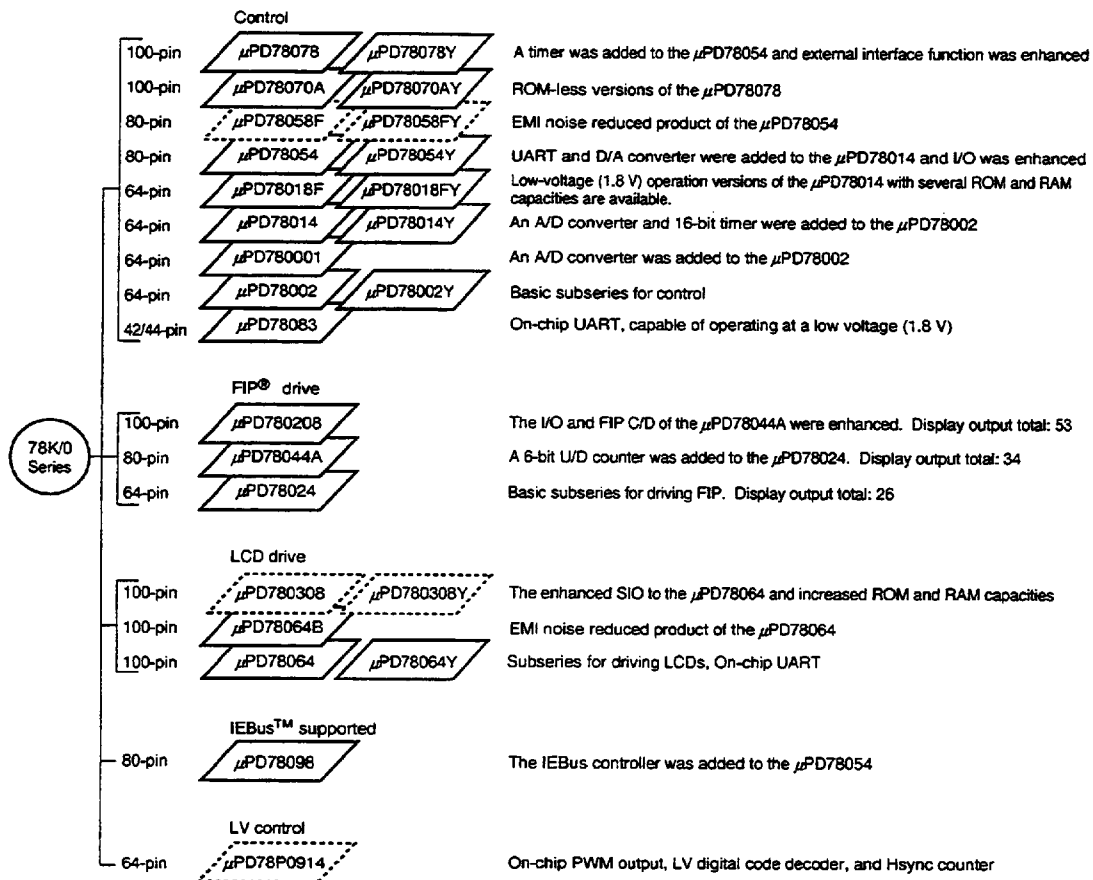 Control
100-pin μPD78078 μPD78078Y A timer was added to the μPD78054 and external interface function was enhanced
100-pin μPD78070A μPD78070AY ROM-less versions of the μPD78078
80-pin μPD78058F μPD78058FY EMI noise reduced product of the μPD78054
80-pin μPD78054 μPD78054Y UART and D/A converter were added to the μPD78014 and I/O was enhanced
64-pin μPD78018F μPD78018FY Low-voltage (1.8 V) operation versions of the μPD78014 with several ROM and RAM
capacities are available.
64-pin μPD78014 μPD78014Y An A/D converter and 16-bit timer were added to the μPD78002
64-pin μPD780001 An A/D converter was added to the μPD78002
64-pin μPD78002 μPD78002Y Basic subseries for control
42/44-pin μPD78083 On-chip UART, capable of operating at a low voltage (1.8 V)
78K/0
Series
FIP® drive
100-pin μPD780208 The I/O and FIP C/D of the μPD78044A were enhanced. Display output total: 53
80-pin μPD78044A A 6-bit U/D counter was added to the μPD78024. Display output total: 34
64-pin μPD78024 Basic subseries for driving FIP. Display output total: 26
LCD drive
100-pin μPD780308 μPD780308Y The enhanced SIO to the μPD78064 and increased ROM and RAM capacities
100-pin μPD78064B EMI noise reduced product of the μPD78064
100-pin μPD78064 μPD78064Y Subseries for driving LCDs, On-chip UART
IEBus™ supported
80-pin μPD78098 The IEBus controller was added to the μPD78054
LV control
64-pin μPD78P0914 On-chip PWM output, LV digital code decoder, and Hsync counter